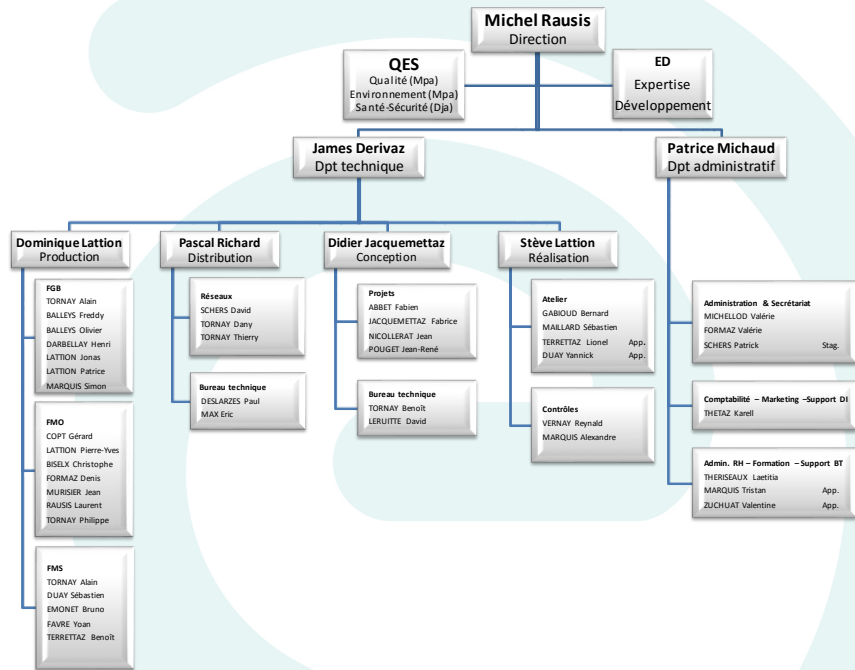 Michel Rausis
Direction
QES
Qualité (Mpa)
Environnement (Mpa)
Santé-Sécurité (Dja)
ED
Expertise
Développement
James Derivaz
Dpt technique
Patrice Michaud
Dpt administratif
Dominique Lattion
Production
Pascal Richard
Distribution
Didier Jacquemettaz
Conception
Stève Lattion
Réalisation
FGB
TORNAY Alain
BALLEYS Freddy
BALLEYS Olivier
DARBELLAY Henri
LATTION Jonas
LATTION Patrice
MARQUIS Simon
FMO
COPT Gérard
LATTION Pierre-Yves
BISELX Christophe
FORMAZ Denis
MURISIER Jean
RAUSIS Laurent
TORNAY Philippe
FMS
TORNAY Alain
DUAY Sébastien
EMONET Bruno
FAVRE Yoan
TERRETTAZ Benoît
Réseaux
SCHERS David
TORNAY Dany
TORNAY Thierry
Bureau technique
DESLARZES Paul
MAX Eric
Projets
ABBET Fabien
JACQUEMETTAZ Fabrice
NICOLLERAT Jean
POUGET Jean-René
Bureau technique
TORNAY Benoît
LERUITTE David
Atelier
GABIOUD Bernard
MAILLARD Sébastien
TERRETTAZ Lionel App.
DUAY Yannick App.
Contrôles
VERNAY Reynald
MARQUIS Alexandre
Administration & Secrétariat
MICHELLOD Valérie
FORMAZ Valérie
SCHERS Patrick Stag.
Comptabilité – Marketing –Support DI
THETAZ Karell
Admin. RH – Formation – Support BT
THERISEAUX Laetitia
MARQUIS Tristan App.
ZUCHUAT Valentine App.